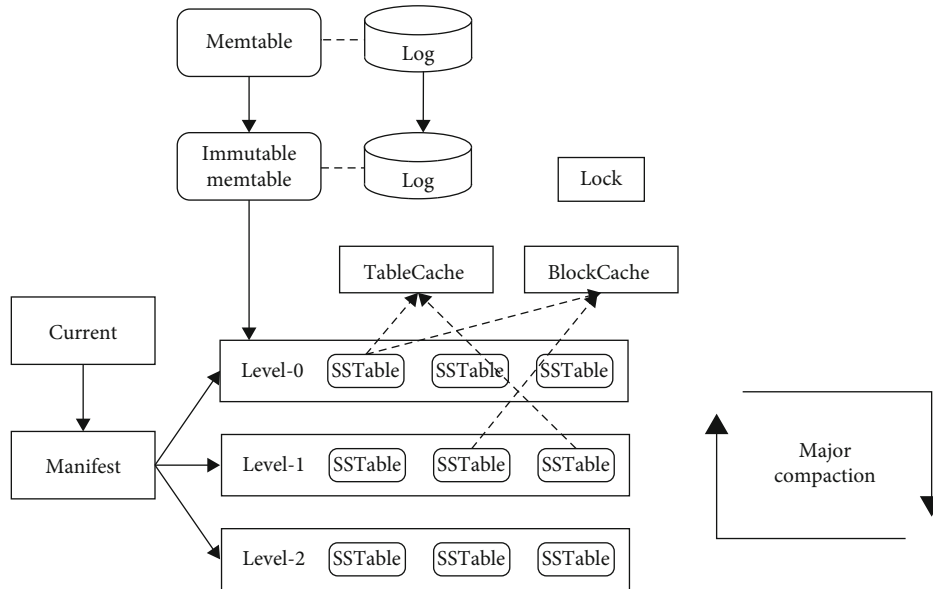 Memtable
Log
Immutable
memtable
Log
Lock
TableCache
BlockCache
Current
Level-0
SSTable
SSTable
SSTable
Manifest
Level-1
SSTable
SSTable
SSTable
Major
compaction
Level-2
SSTable
SSTable
SSTable